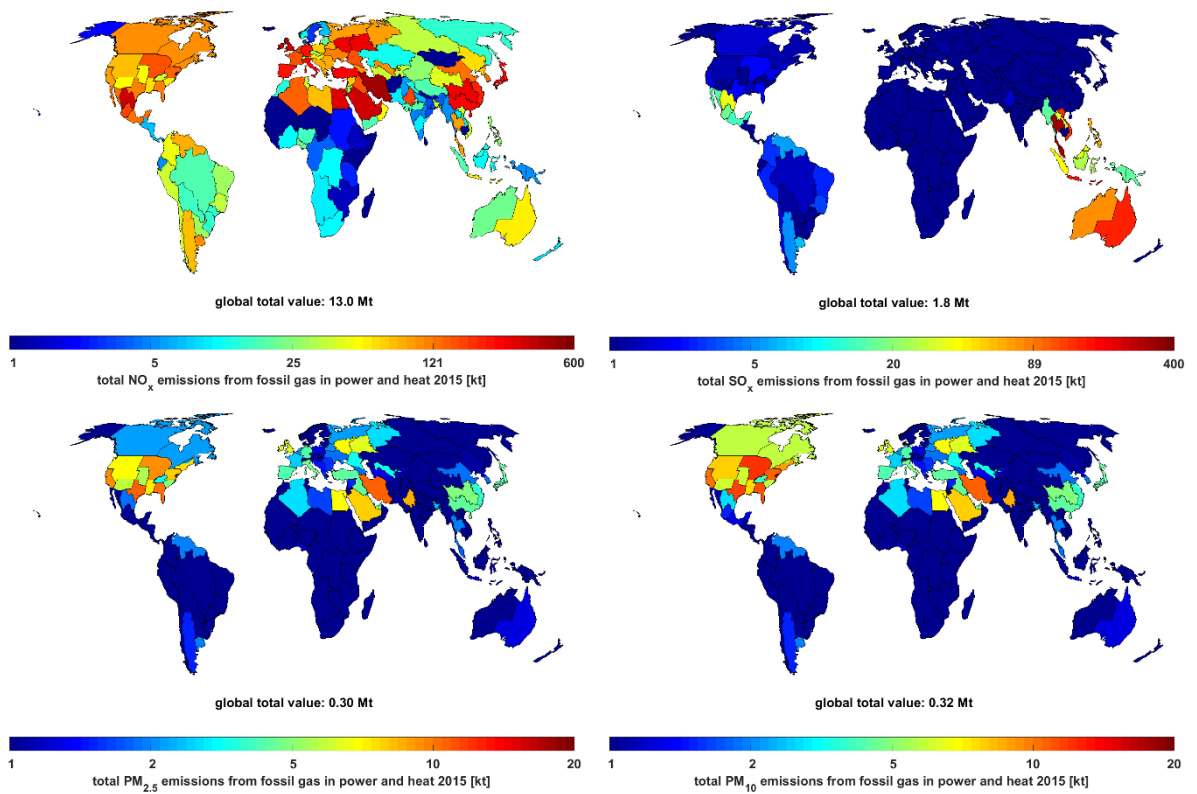 global total value: 13.0 Mt
1 5 25 121 600
total NOx emissions from fossil gas in power and heat 2015 [kt]
global total value: 1.8 Mt
1 5 20 89 400
total SOx emissions from fossil gas in power and heat 2015 [kt]
global total value: 0.30 Mt
1 2 5 10 20
total PM2.5 emissions from fossil gas in power and heat 2015 [kt]
global total value: 0.32 Mt
1 2 5 10 20
total PM10 emissions from fossil gas in power and heat 2015 [kt]